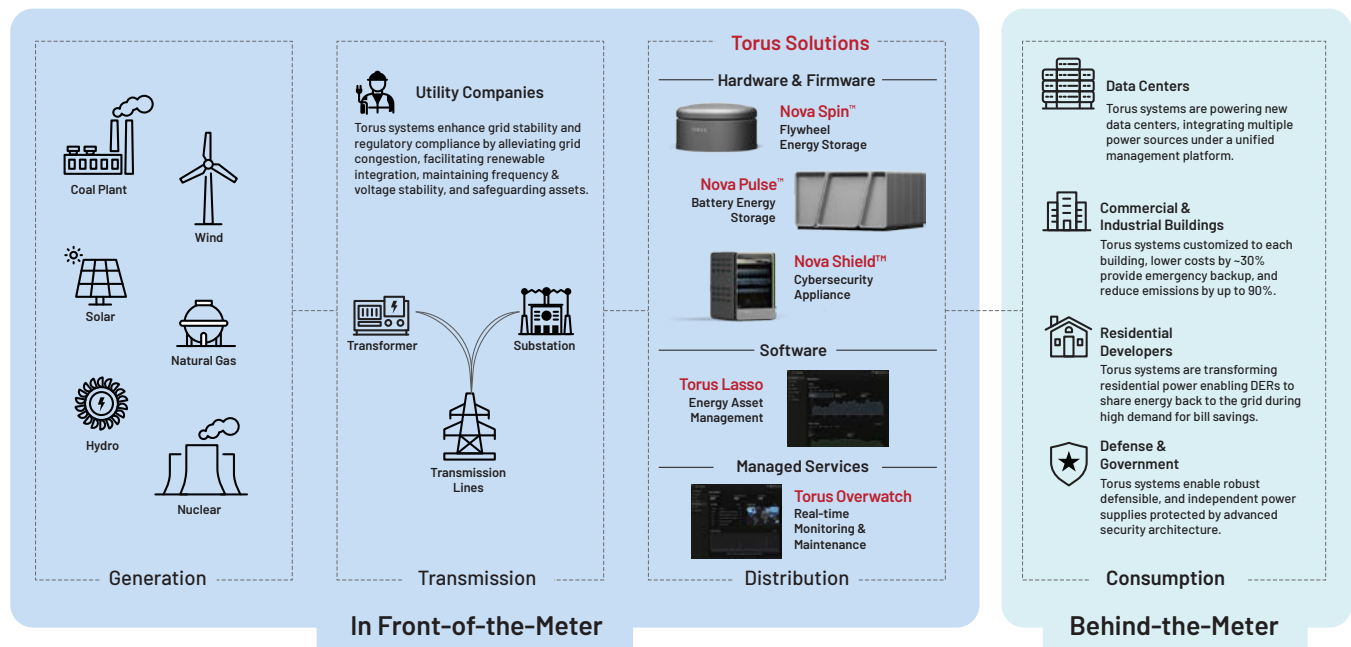 Coal Plant
Wind
Solar
Natural Gas
Hydro
Nuclear
Generation
Utility Companies
Torus systems enhance grid stability and
regulatory compliance by alleviating grid
congestion, facilitating renewable
integration, maintaining frequency &
voltage stability, and safeguarding assets.
Transformer
Substation
Transmission
Lines
Transmission
Torus Solutions
Hardware & Firmware
Nova Spin™
Flywheel
Energy Storage
Nova Pulse™
Battery Energy
Storage
Nova Shield™
Cybersecurity
Appliance
Software
Torus Lasso
Energy Asset
Management
Managed Services
Torus Overwatch
Real-time
Monitoring &
Maintenance
Distribution
In Front-of-the-Meter
Data Centers
Torus systems are powering new
data centers, integrating multiple
power sources under a unified
management platform.
Commercial &
Industrial Buildings
Torus systems customized to each
building, lower costs by ~30%
provide emergency backup, and
reduce emissions by up to 90%.
Residential
Developers
Torus systems are transforming
residential power enabling DERs to
share energy back to the grid during
high demand for bill savings.
Defense &
Government
Torus systems enable robust
defensible, and independent power
supplies protected by advanced
security architecture.
Consumption
Behind-the-Meter